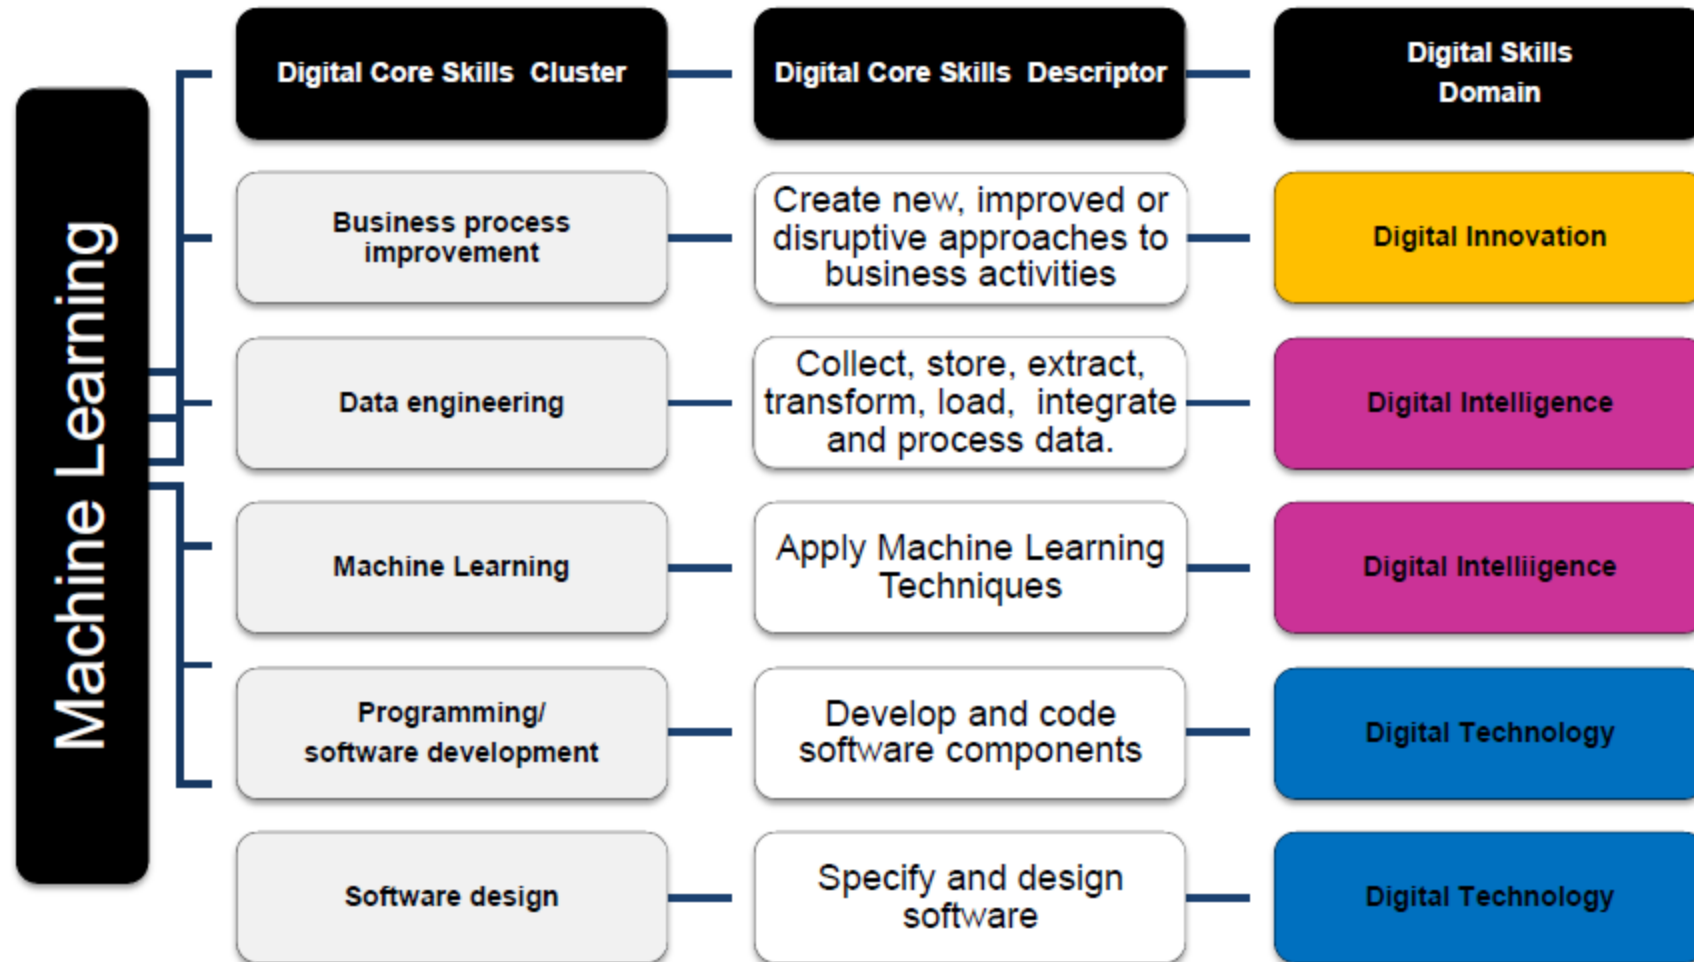 Machine Learning
Digital Core Skills  Cluster
Digital Core Skills  Descriptor
Digital Skills
Domain
Business process
improvement
Create new, improved or
disruptive approaches to
business activities
Digital Innovation
Data engineering
Collect, store, extract,
transform, load,  integrate
and process data.
Digital Intelligence
Machine Learning
Apply Machine Learning
Techniques
Digital Intelliigence
Programming/
software development
Develop and code
software components
Digital Technology
Software design
Specify and design
software
Digital Technology